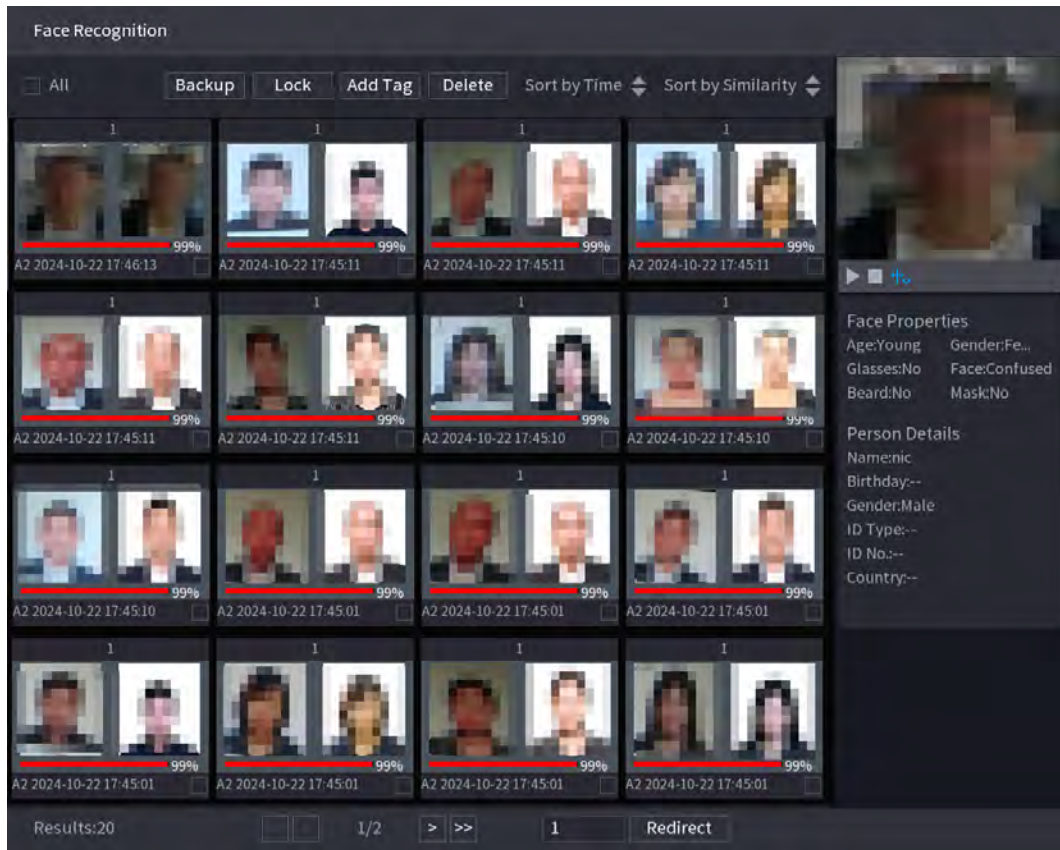 Face Recognition
All Backup Lock Add Tag Delete Sort by Time Sort by Similarity
1 1 1 1
99% 99% 99% 99%
A2 2024-10-22 17:46:13 A2 2024-10-22 17:45:11 A2 2024-10-22 17:45:11 A2 2024-10-22 17:45:11
1 1 1 1
99% 99% 99% 99%
A2 2024-10-22 17:45:11 A2 2024-10-22 17:45:11 A2 2024-10-22 17:45:10 A2 2024-10-22 17:45:10
1 1 1 1
99% 99% 99% 99%
A2 2024-10-22 17:45:10 A2 2024-10-22 17:45:01 A2 2024-10-22 17:45:01 A2 2024-10-22 17:45:01
1 1 1 1
99% 99% 99% 99%
A2 2024-10-22 17:45:01 A2 2024-10-22 17:45:01 A2 2024-10-22 17:45:01 A2 2024-10-22 17:45:01
Results:20 1/2 > >> 1 Redirect
Face Properties
Age:Young Gender:Fe...
Glasses:No Face:Confused
Beard:No Mask:No
Person Details
Name:nic
Birthday:--
Gender:Male
ID Type:--
ID No.:--
Country:--